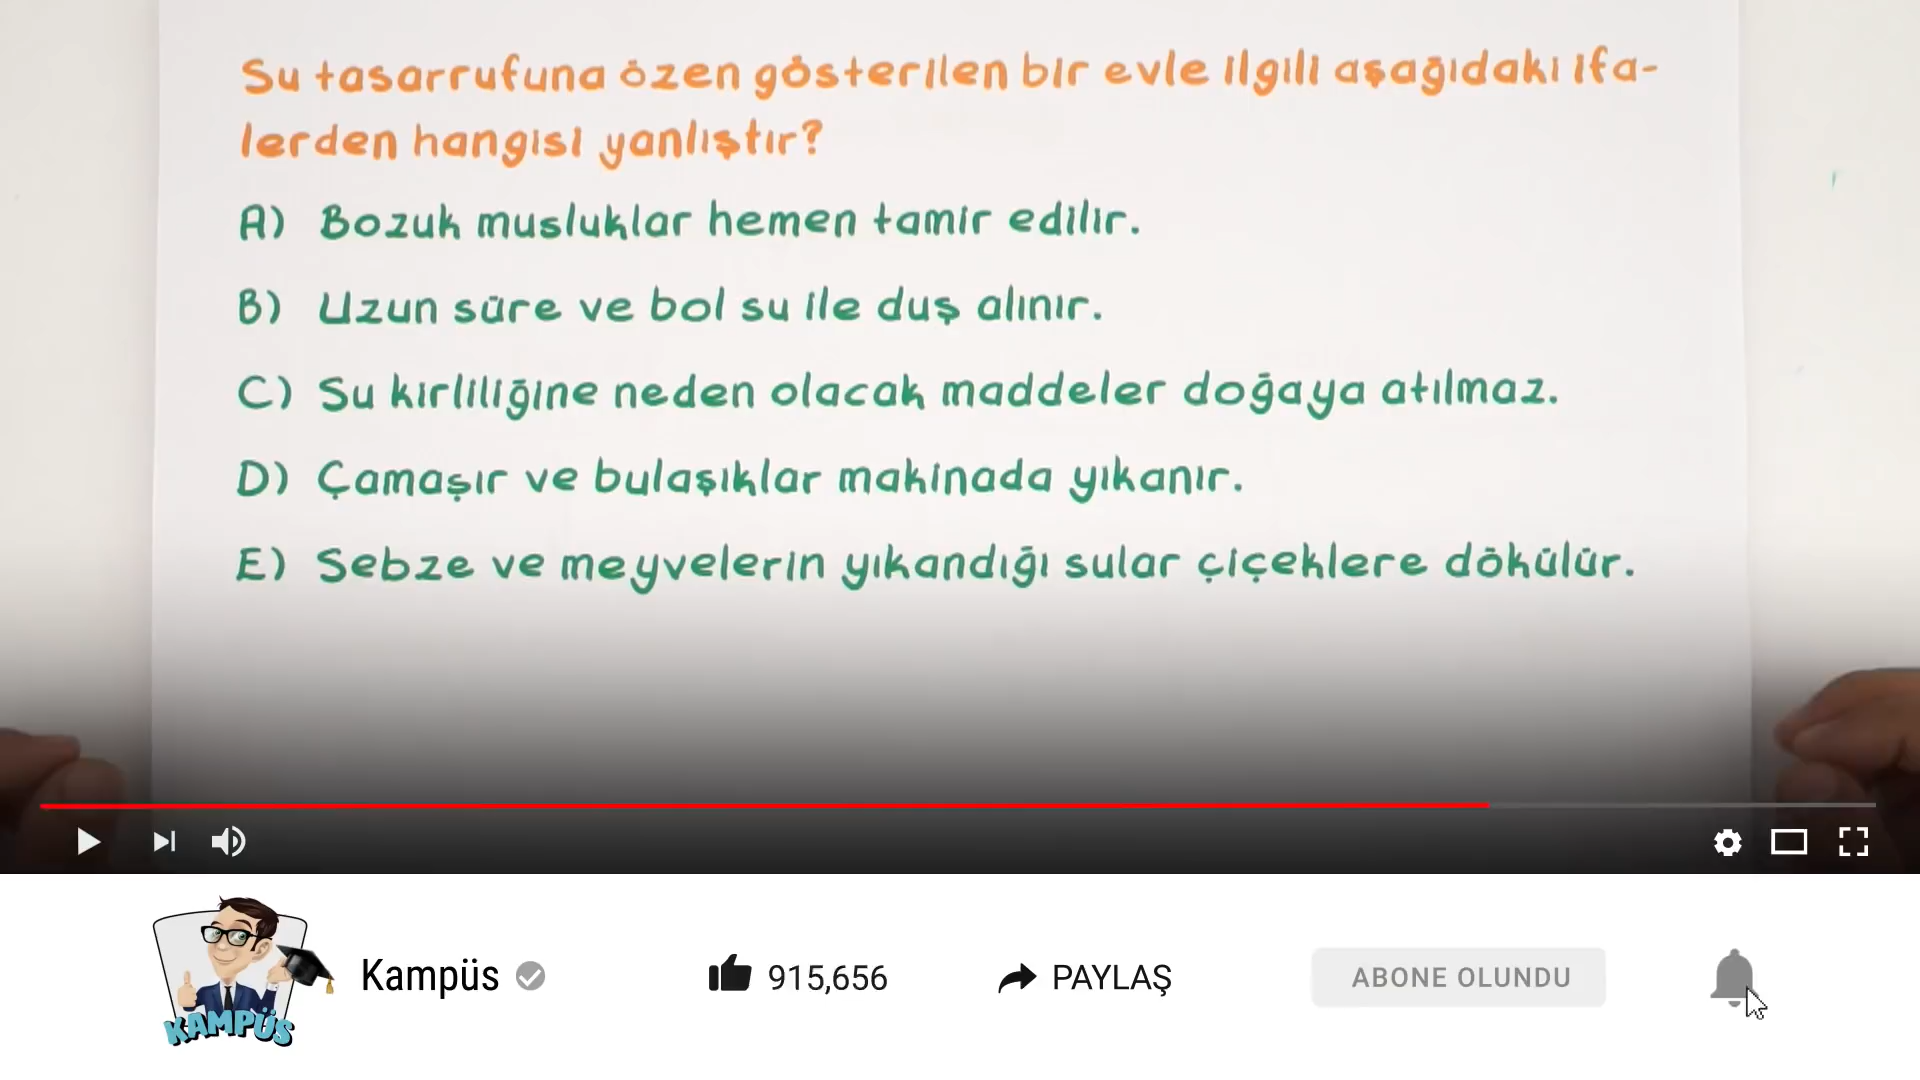 Su tasarrufuna özen gösterilen bir evle ilgili aşağıdaki ifa-
lerden hangisi yanlıştır?
A) Bozuk musluklar hemen tamir edilir.
B) Uzun süre ve bol su ile duş alınır.
C) Su kirliliğine neden olacak maddeler doğaya atılmaz.
D) Çamaşır ve bulaşıklar makinada yıkanır.
E) Sebze ve meyvelerin yıkandığı sular çiçeklere dökülür.
KAMPÜS
Kampüs
915,656
PAYLAŞ
ABONE OLUNDU